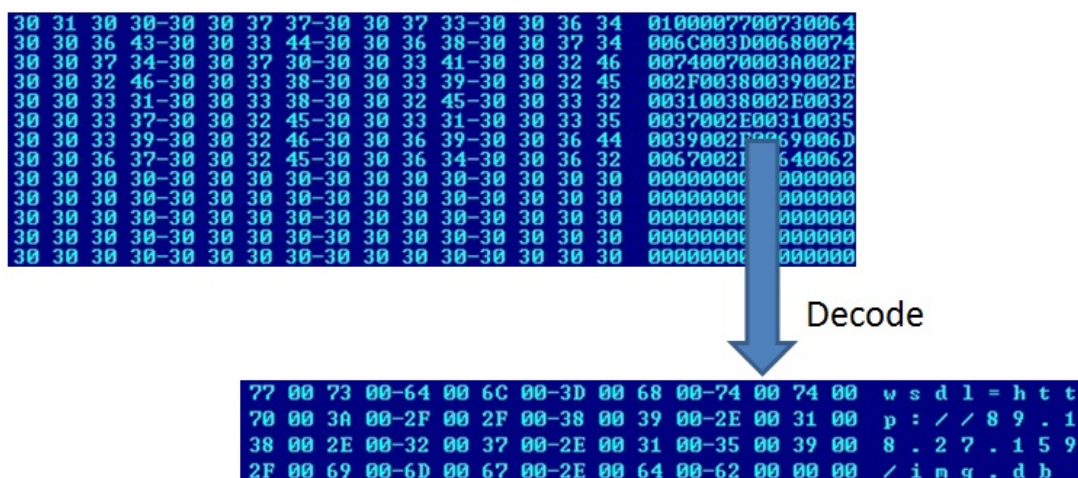 30 31 30 30-30 30 37 37-30 30 37 33-30 30 36 34 0100007700730064
30 30 36 43-30 30 33 44-30 30 36 38-30 30 37 34 006C003D00680074
30 30 37 34-30 30 37 30-30 30 33 41-30 30 32 46 00740070003A002F
30 30 32 46-30 30 33 38-30 30 33 39-30 30 32 45 002F00380039002E
30 30 33 31-30 30 33 38-30 30 32 45-30 30 33 32 00310038002E0032
30 30 33 37-30 30 32 45-30 30 33 31-30 30 33 35 0037002E00310035
30 30 33 39-30 30 32 46-30 30 36 39-30 30 36 44 0039002F0069006D
30 30 36 37-30 30 32 45-30 30 36 34-30 30 36 32 0067002 640062
30 30 30 30-30 30 30 30-30 30 30 30-30 30 30 30 00000000 000000
30 30 30 30-30 30 30 30-30 30 30 30-30 30 30 30 00000000 000000
30 30 30 30-30 30 30 30-30 30 30 30-30 30 30 30 00000000 000000
30 30 30 30-30 30 30 30-30 30 30 30-30 30 30 30 00000000 000000
30 30 30 30-30 30 30 30-30 30 30 30-30 30 30 30 00000000 000000
Decode
77 00 73 00-64 00 6C 00-3D 00 68 00-74 00 74 00 w s d l = h t t
70 00 3A 00-2F 00 2F 00-38 00 39 00-2E 00 31 00 p : / / 8 9 . 1
38 00 2E 00-32 00 37 00-2E 00 31 00-35 00 39 00 8 . 2 7 . 1 5 9
2F 00 69 00-6D 00 67 00-2E 00 64 00-62 00 00 00 / i m g . d b